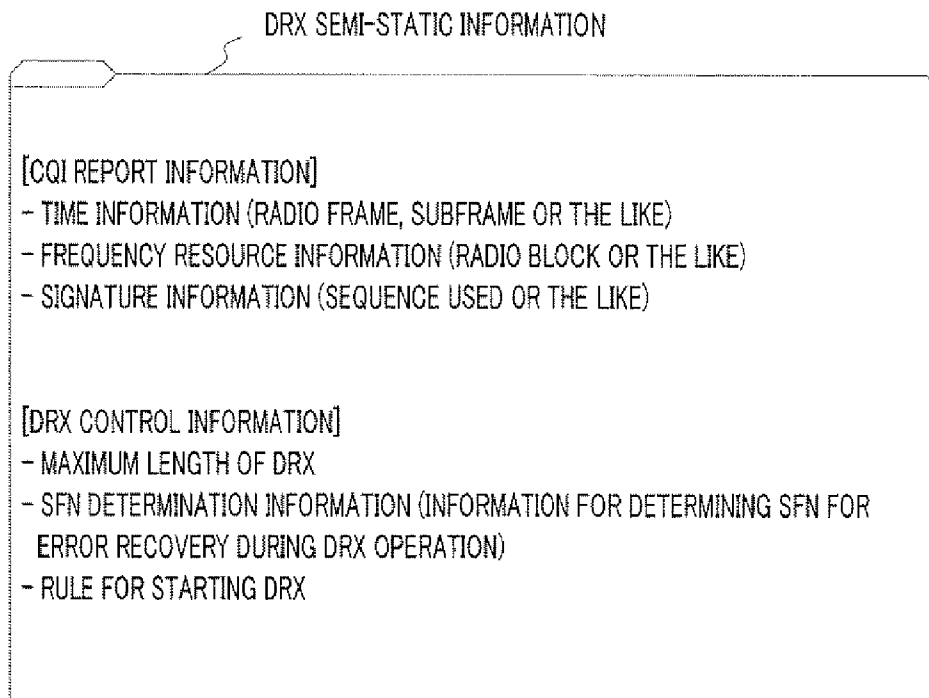 DRX SEMI-STATIC INFORMATION
[CQI REPORT INFORMATION]
- TIME INFORMATION (RADIO FRAME, SUBFRAME OR THE LIKE)
- FREQUENCY RESOURCE INFORMATION (RADIO BLOCK OR THE LIKE)
- SIGNATURE INFORMATION (SEQUENCE USED OR THE LIKE)
[DRX CONTROL INFORMATION]
- MAXIMUM LENGTH OF DRX
- SFN DETERMINATION INFORMATION (INFORMATION FOR DETERMINING SFN FOR
ERROR RECOVERY DURING DRX OPERATION)
- RULE FOR STARTING DRX